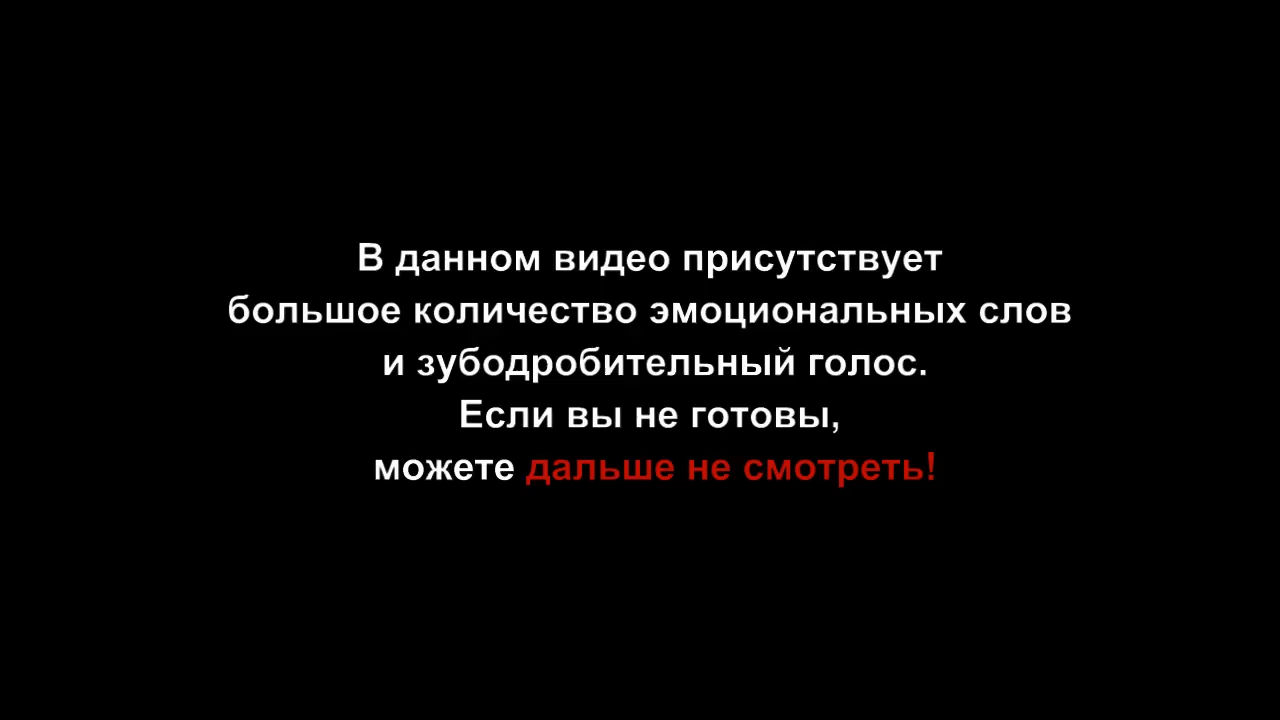 В данном видео присутствует
большое количество эмоциональных слов
и зубодробительный голос.
Если вы не готовы,
можете дальше не смотреть!